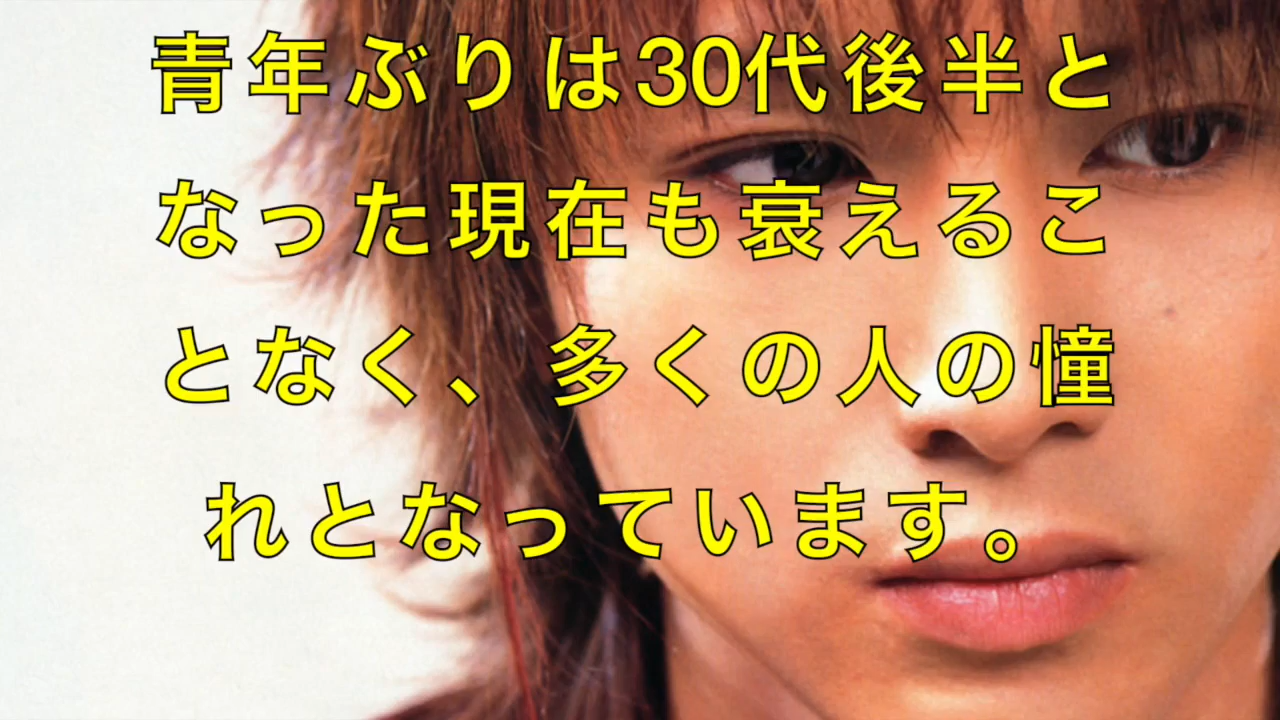 青年ぶりは30代後半と
なった現在も衰えるこ
となく、多くの人の憧
れとなっています。